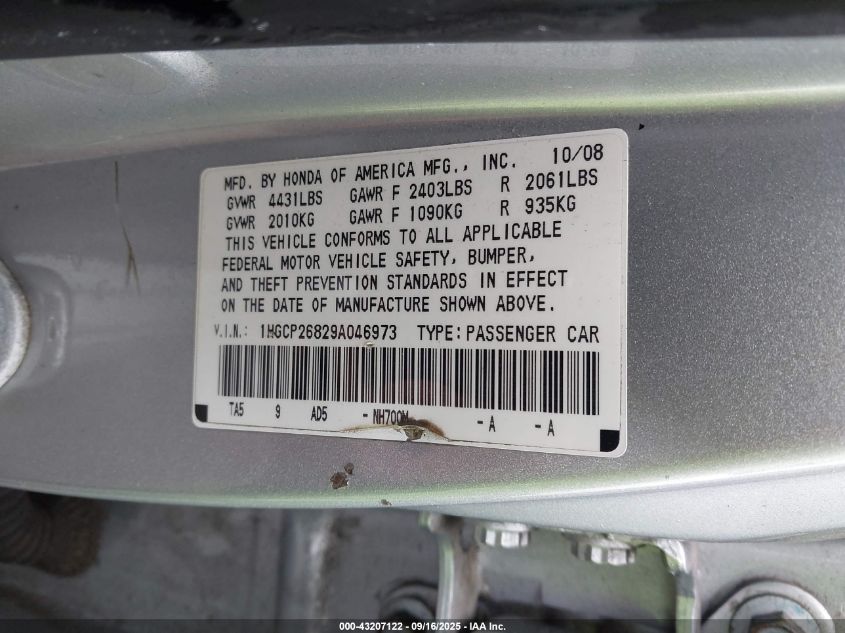 MFD. BY HONDA OF AMERICA MFG., INC. 10/08
GVWR 4431LBS GAWR F 2403LBS R 2061LBS
GVWR 2010KG GAWR F 1090KG R 935KG
THIS VEHICLE CONFORMS TO ALL APPLICABLE
FEDERAL MOTOR VEHICLE SAFETY, BUMPER,
AND THEFT PREVENTION STANDARDS IN EFFECT
ON THE DATE OF MANUFACTURE SHOWN ABOVE.
V.I.N.: 1HGCP26829A046973 TYPE:PASSENGER CAR
TA5 9 AD5 -NH700M -A -A
000-43207122 - 09/16/2025 - IAA Inc.